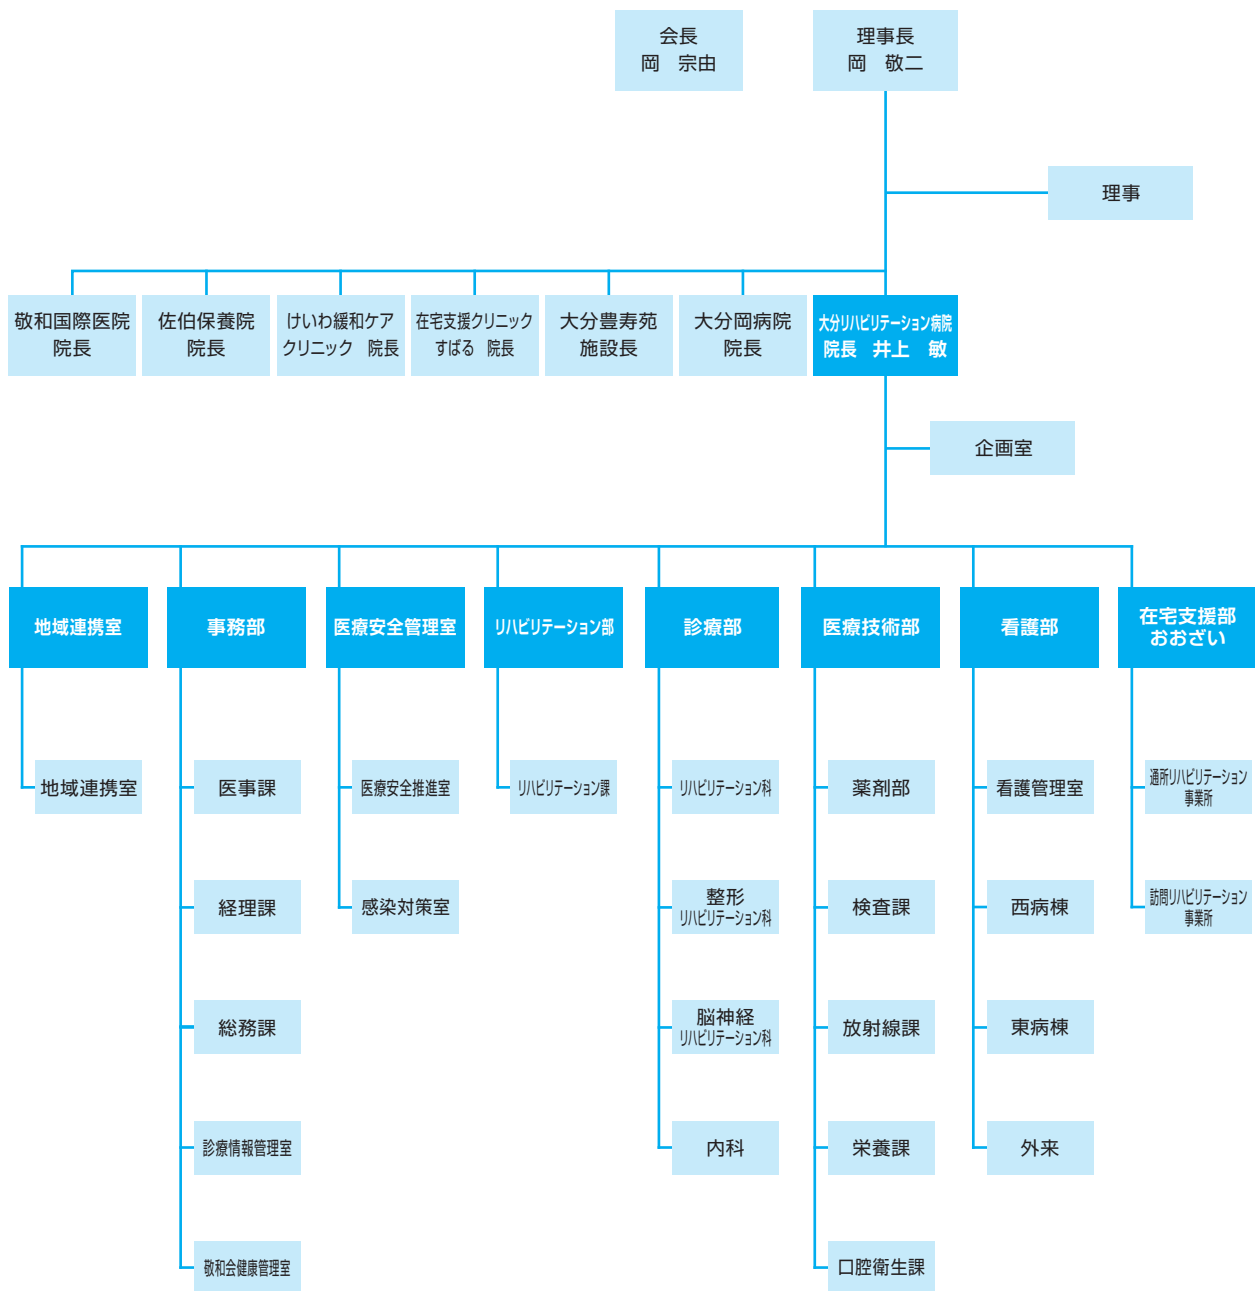 会長
岡　宗由
理事長
岡　敬二
理事
敬和国際医院
院長
佐伯保養院
院長
けいわ緩和ケア
クリニック　院長
在宅支援クリニック
すばる　院長
大分豊寿苑
施設長
大分岡病院
院長
大分リハビリテーション病院
院長　井上　敏
企画室
地域連携室
事務部
医療安全管理室
リハビリテーション部
診療部
医療技術部
看護部
在宅支援部
おおざい
地域連携室
医事課
医療安全推進室
リハビリテーション課
リハビリテーション科
薬剤部
看護管理室
通所リハビリテーション
事業所
経理課
感染対策室
整形
リハビリテーション科
検査課
西病棟
訪問リハビリテーション
事業所
総務課
脳神経
リハビリテーション科
放射線課
東病棟
診療情報管理室
内科
栄養課
外来
敬和会健康管理室
口腔衛生課